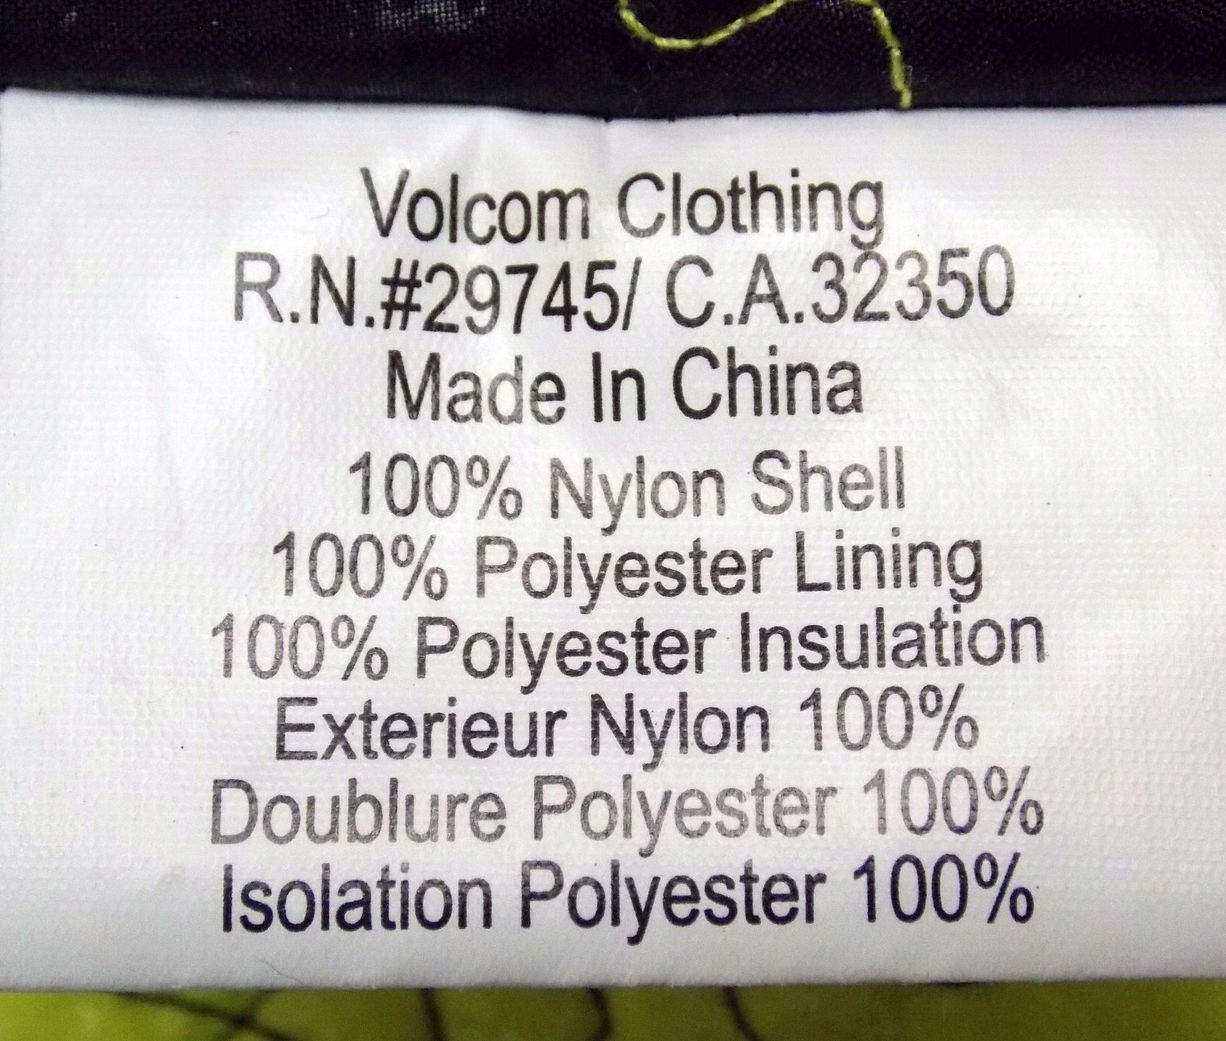 Volcom Clothing
R.N.#29745/ C.A.32350
Made In China
100% Nylon Shell
100% Polyester Lining
100% Polyester Insulation
Exterieur Nylon 100%
Doublure Polyester 100%
Isolation Polyester 100%